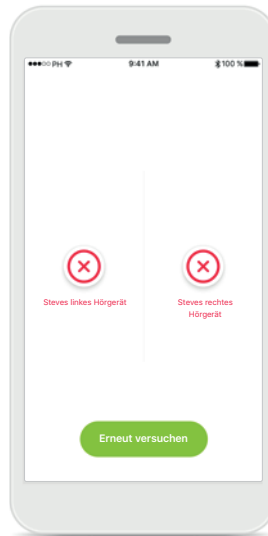 PH 9:41 AM 100 %
Steves linkes Hörgerät
Steves rechtes
Hörgerät
Erneut versuchen